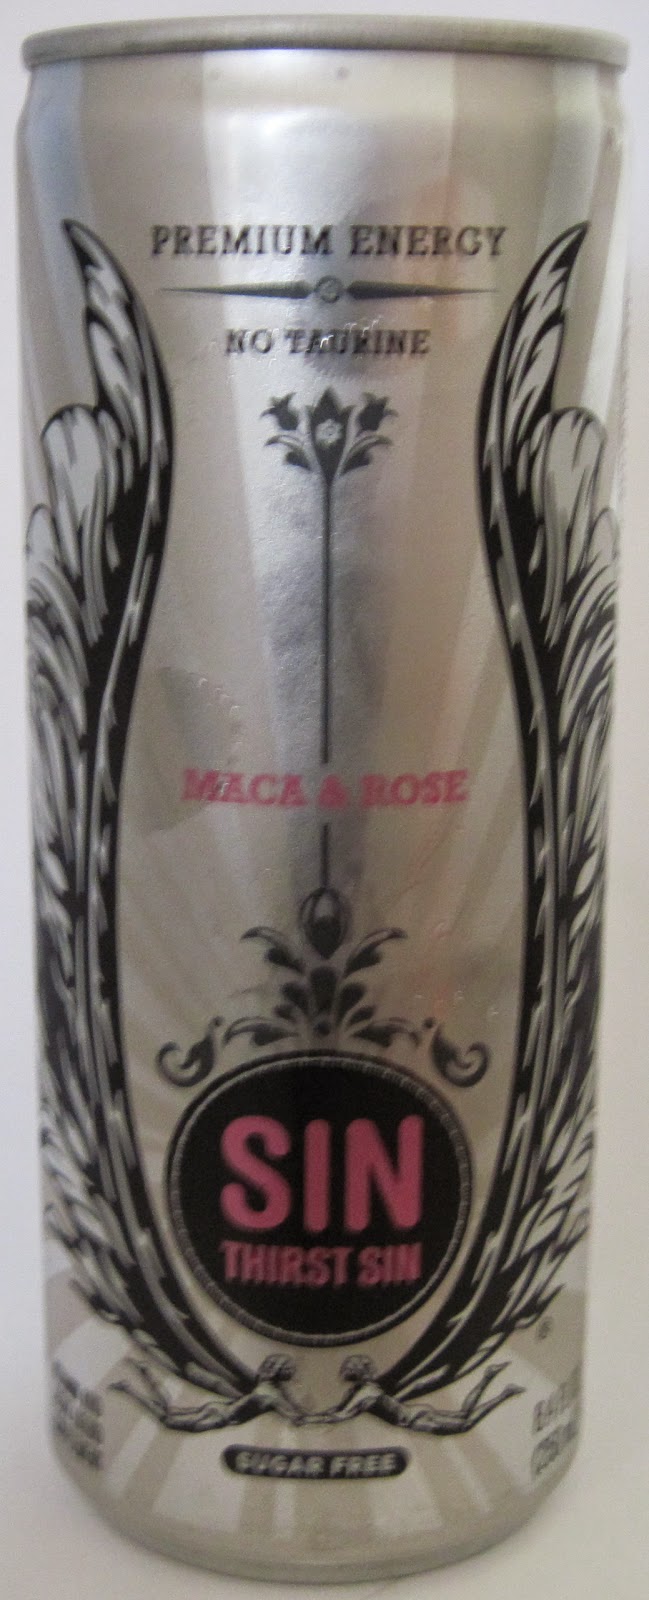 PREMIUM ENERGY
NO TAURINE
MACA & ROSE
SIN
THIRST SIN
®
SUGAR FREE